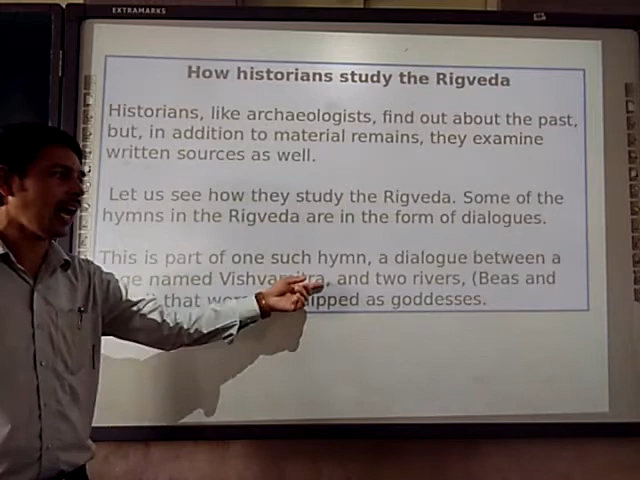 EXTRAMARKS
How historians study the Rigveda
Historians, like archaeologists, find out about the past,
but, in addition to material remains, they examine
written sources as well.
Let us see how they study the Rigveda. Some of the
hymns in the Rigveda are in the form of dialogues.
This is part of one such hymn, a dialogue between a
named Vishvamitra, and two rivers, (Beas and
that as goddesses.